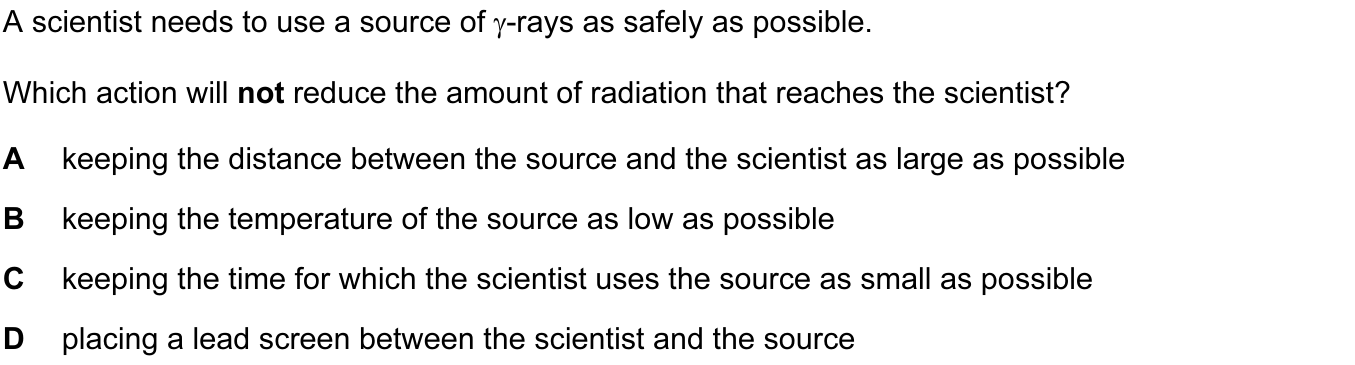 A scientist needs to use a source of γ-rays as safely as possible.
Which action will not reduce the amount of radiation that reaches the scientist?
A keeping the distance between the source and the scientist as large as possible
B keeping the temperature of the source as low as possible
C keeping the time for which the scientist uses the source as small as possible
D placing a lead screen between the scientist and the source